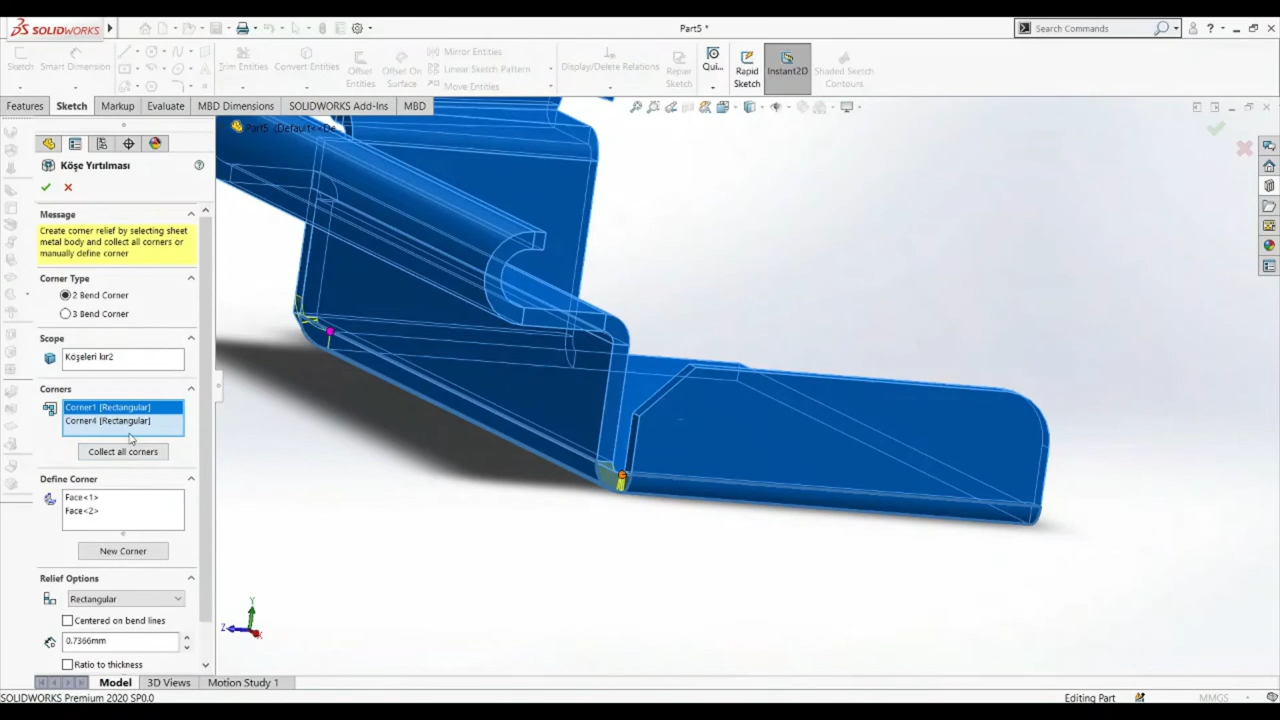 SOLIDWORKS
Part5 *
Search Commands
Sketch
Smart Dimension
Trim Entities
Convert Entities
Offset Entities
Offset On Surface
Mirror Entities
Linear Sketch Pattern
Move Entities
Display/Delete Relations
Repair Sketch
Qui...
Rapid Sketch
Instant2D
Shaded Sketch Contours
Features
Sketch
Markup
Evaluate
MBD Dimensions
SOLIDWORKS Add-Ins
MBD
Part5 (Default<<De
Köşe Yırtılması
Message
Create corner relief by selecting sheet
metal body and collect all corners or
manually define corner
Corner Type
2 Bend Corner
3 Bend Corner
Scope
Köşeleri kır2
Corners
Corner1 [Rectangular]
Corner4 [Rectangular]
Collect all corners
Define Corner
Face<1>
Face<2>
New Corner
Relief Options
Rectangular
Centered on bend lines
0.7366mm
Ratio to thickness
Y
Z
X
Model
3D Views
Motion Study 1
SOLIDWORKS Premium 2020 SP0.0
Editing Part
MMGS